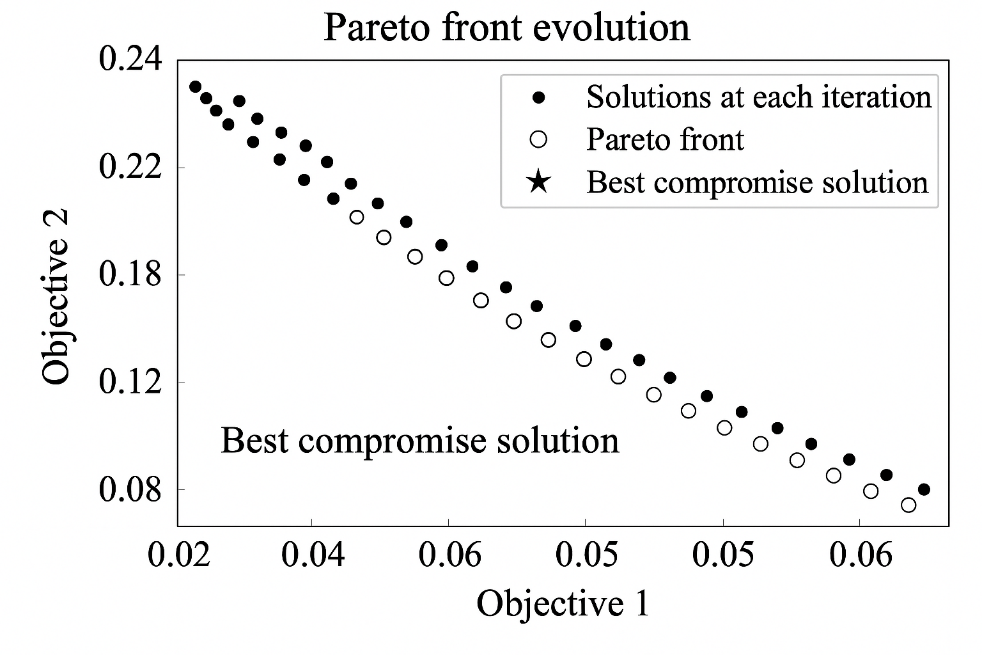 Pareto front evolution
0.24
0.22
0.18
0.12
0.08
Objective 2
Solutions at each iteration
Pareto front
Best compromise solution
Best compromise solution
0.02 0.04 0.06 0.05 0.05 0.06
Objective 1